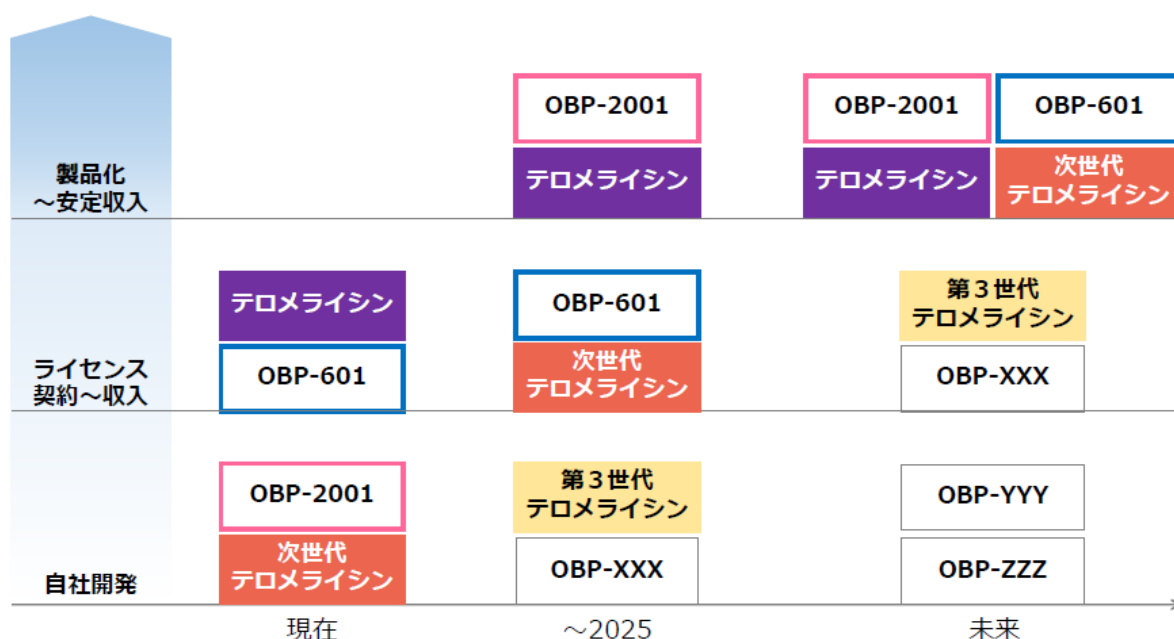 OBP-2001
OBP-2001
OBP-601
製品化
～安定収入
テロメライシン
テロメライシン
次世代
テロメライシン
テロメライシン
OBP-601
第３世代
テロメライシン
ライセンス
契約～収入
OBP-601
次世代
テロメライシン
OBP-XXX
OBP-2001
第３世代
テロメライシン
OBP-YYY
自社開発
次世代
テロメライシン
OBP-XXX
OBP-ZZZ
現在
～2025
未来